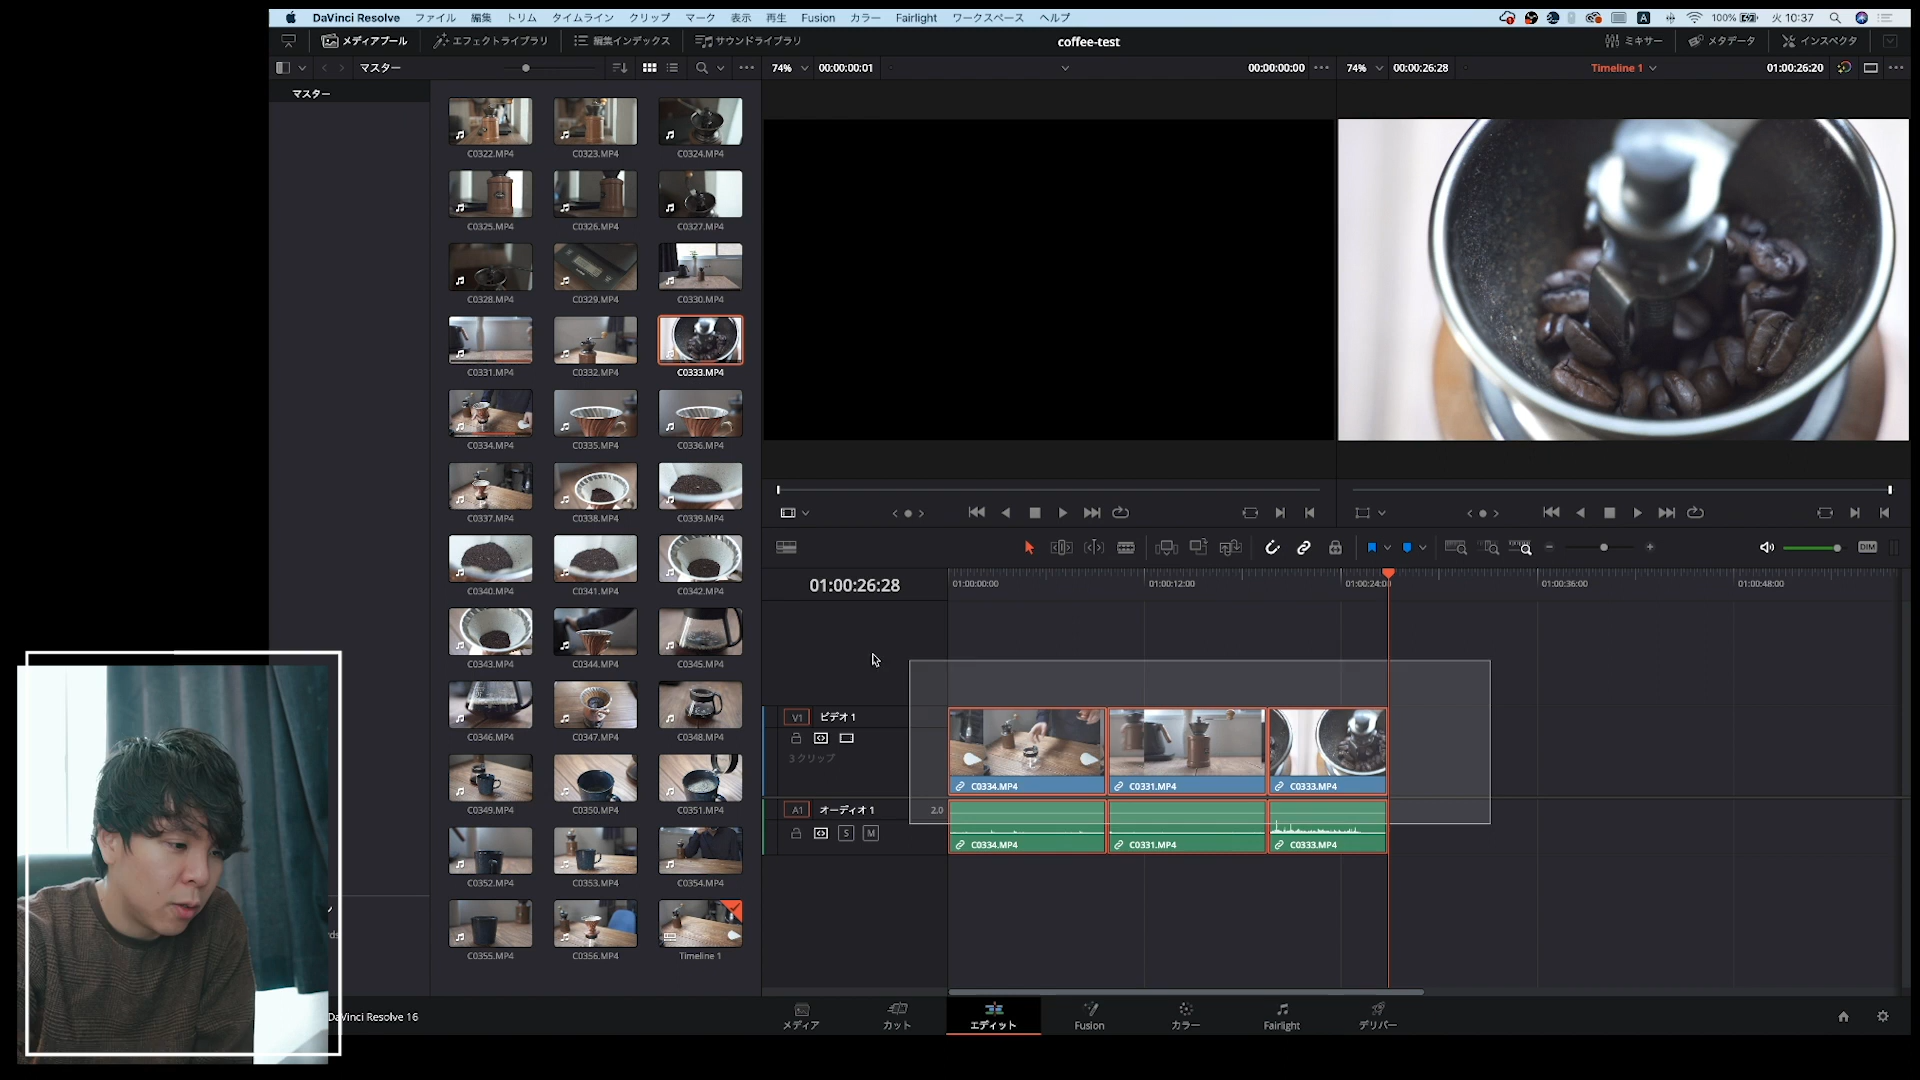 DaVinci Resolve ファイル 編集 トリム タイムライン クリップ マーク 表示 再生 Fusion カラー Fairlight ワークスペース ヘルプ 100% 火 10:37
メディアプール エフェクトライブラリ 編集インデックス サウンドライブラリ coffee-test ミキサー メタデータ インスペクタ
マスター 74% 00:00:00:01 00:00:00:00 74% 00:00:26:28 Timeline 1 01:00:26:20
マスター
C0322.MP4 C0323.MP4 C0324.MP4
C0325.MP4 C0326.MP4 C0327.MP4
C0328.MP4 C0329.MP4 C0330.MP4
C0331.MP4 C0332.MP4 C0333.MP4
C0334.MP4 C0335.MP4 C0336.MP4
C0337.MP4 C0338.MP4 C0339.MP4
C0340.MP4 C0341.MP4 C0342.MP4
C0343.MP4 C0344.MP4 C0345.MP4
C0346.MP4 C0347.MP4 C0348.MP4
C0349.MP4 C0350.MP4 C0351.MP4
C0352.MP4 C0353.MP4 C0354.MP4
C0355.MP4 C0356.MP4 Timeline 1
DIM
01:00:26:28 01:00:00:00 01:00:12:00 01:00:24:00 01:00:36:00 01:00:48:00
V1 ビデオ 1
3 クリップ
C0334.MP4 C0331.MP4 C0333.MP4
A1 オーディオ 1 2.0
S M
C0334.MP4 C0331.MP4 C0333.MP4
DaVinci Resolve 16
メディア カット エディット Fusion カラー Fairlight デリバー